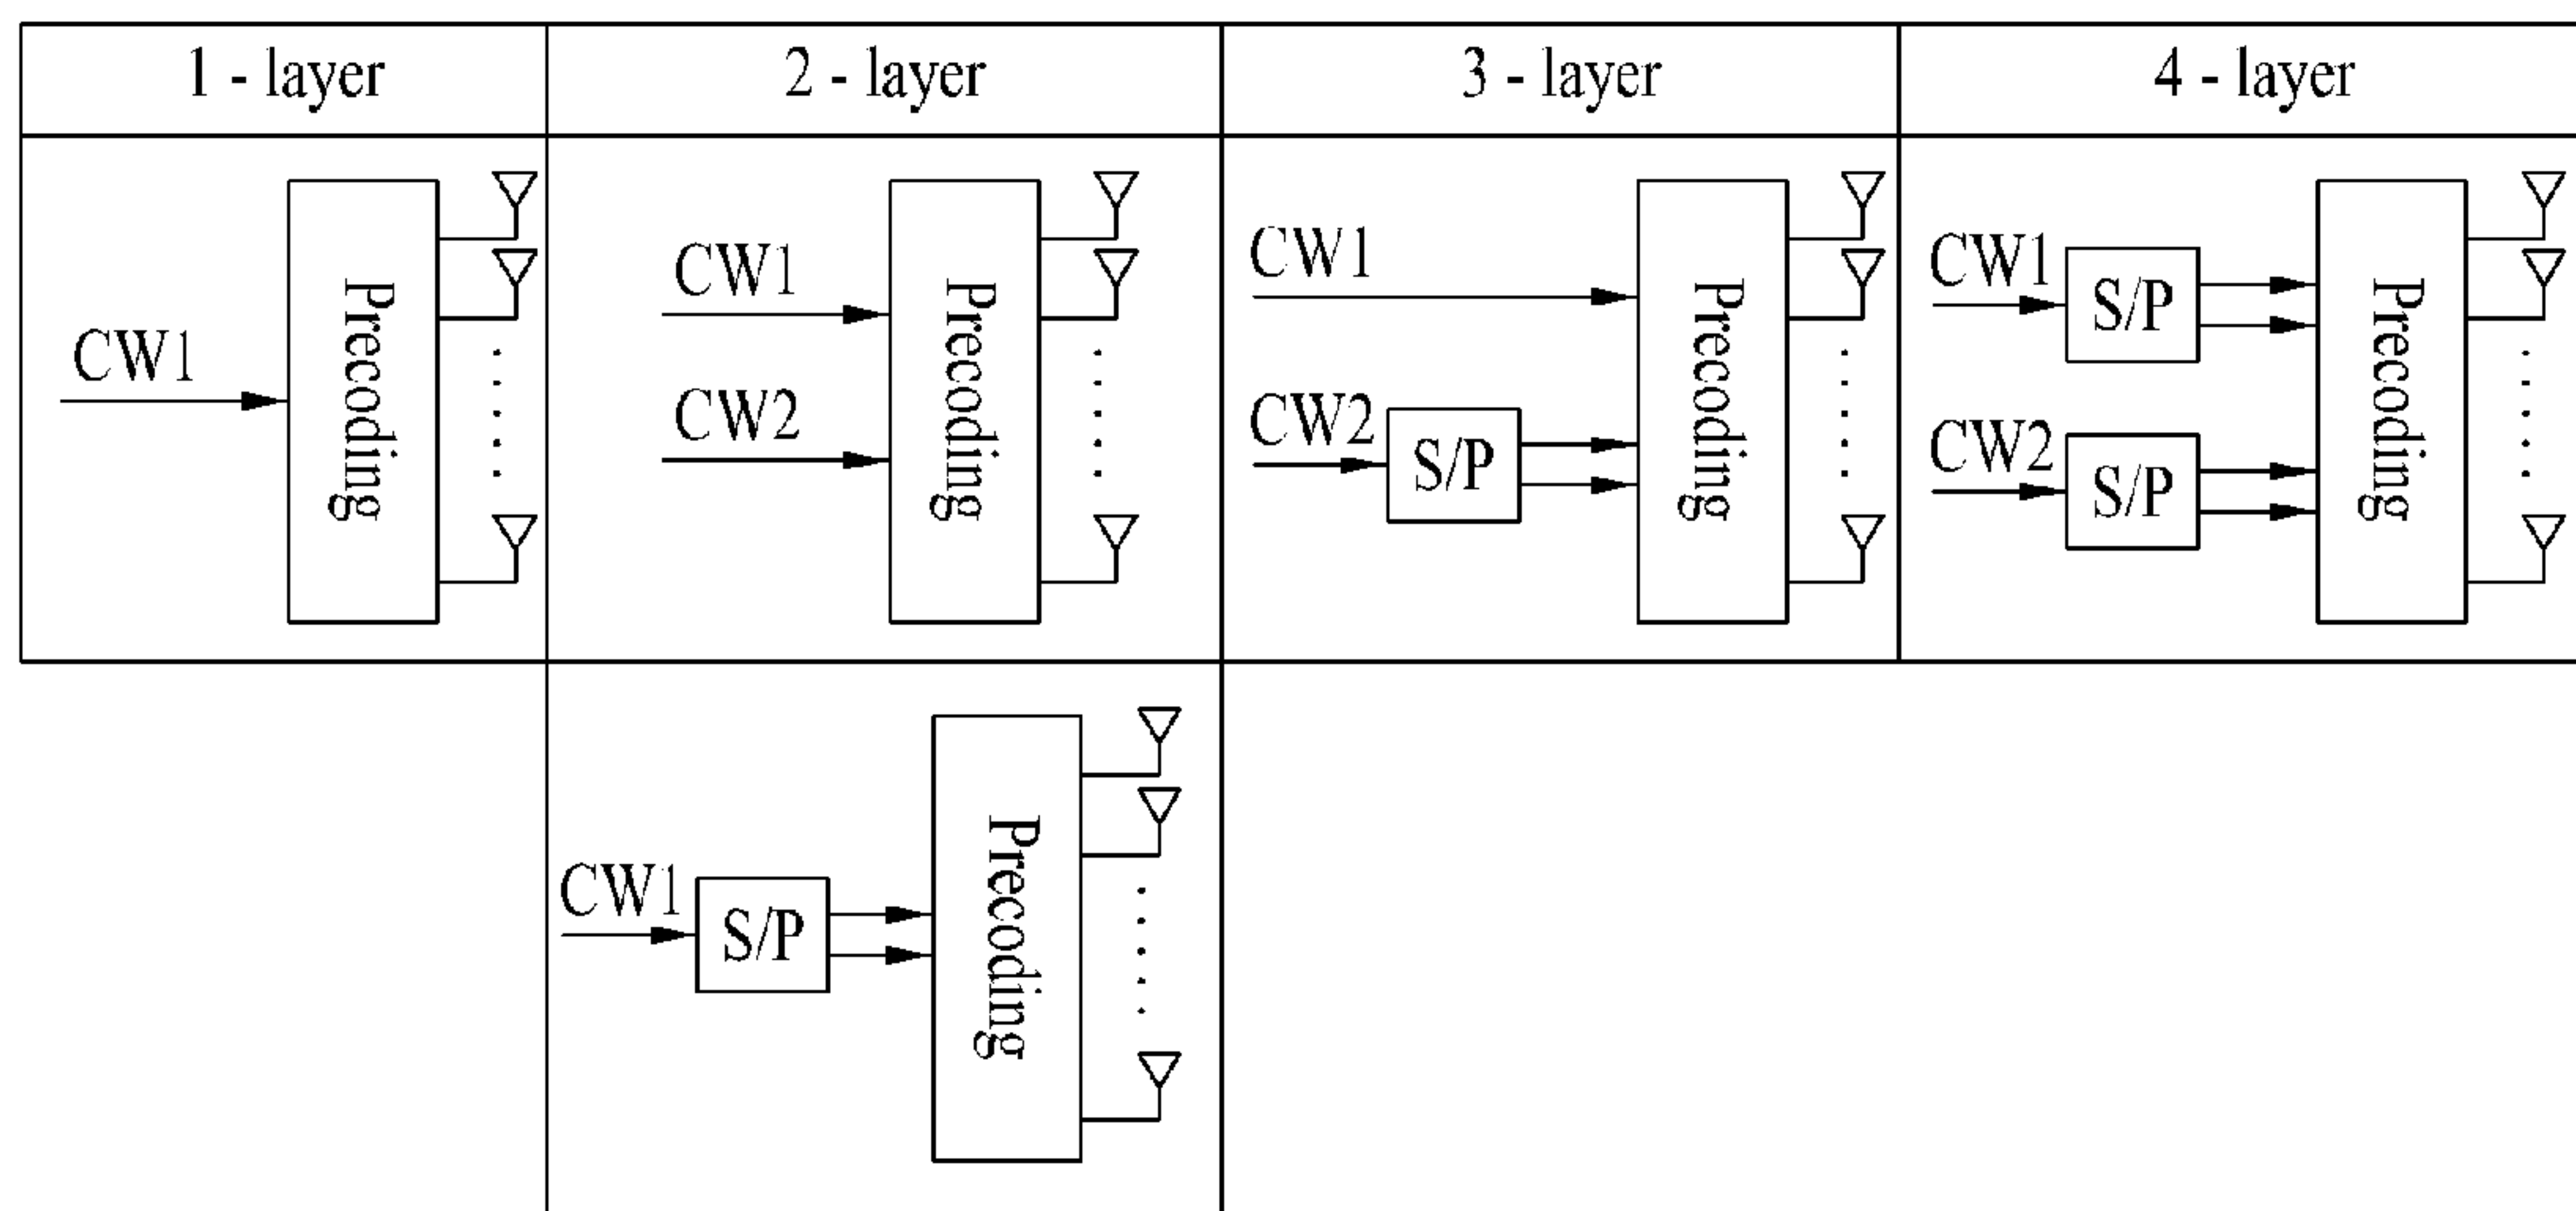 1 - layer
2 - layer
3 - layer
4 - layer
CW1
Precoding
CW1
CW2
Precoding
CW1
CW2
S/P
Precoding
CW1
S/P
CW2
S/P
Precoding
CW1
S/P
Precoding